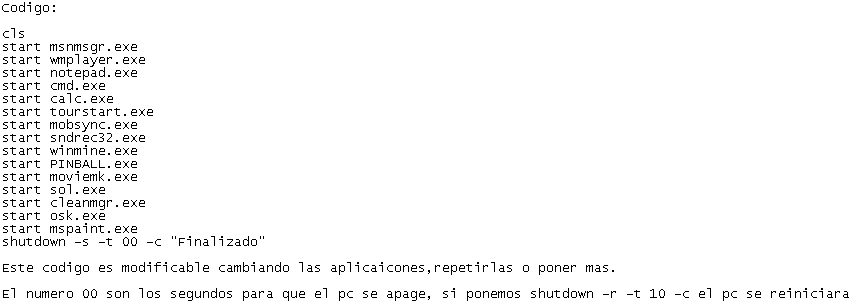 Codigo:
cls
start msnmsgr.exe
start wmplayer.exe
start notepad.exe
start cmd.exe
start calc.exe
start tourstart.exe
start mobsync.exe
start sndrec32.exe
start winmine.exe
start PINBALL.exe
start moviemk.exe
start sol.exe
start cleanmgr.exe
start osk.exe
start mspaint.exe
shutdown -s -t 00 -c "Finalizado"
Este codigo es modificable cambiando las aplicaicones,repetirlas o poner mas.
El numero 00 son los segundos para que el pc se apage, si ponemos shutdown -r -t 10 -c el pc se reiniciara